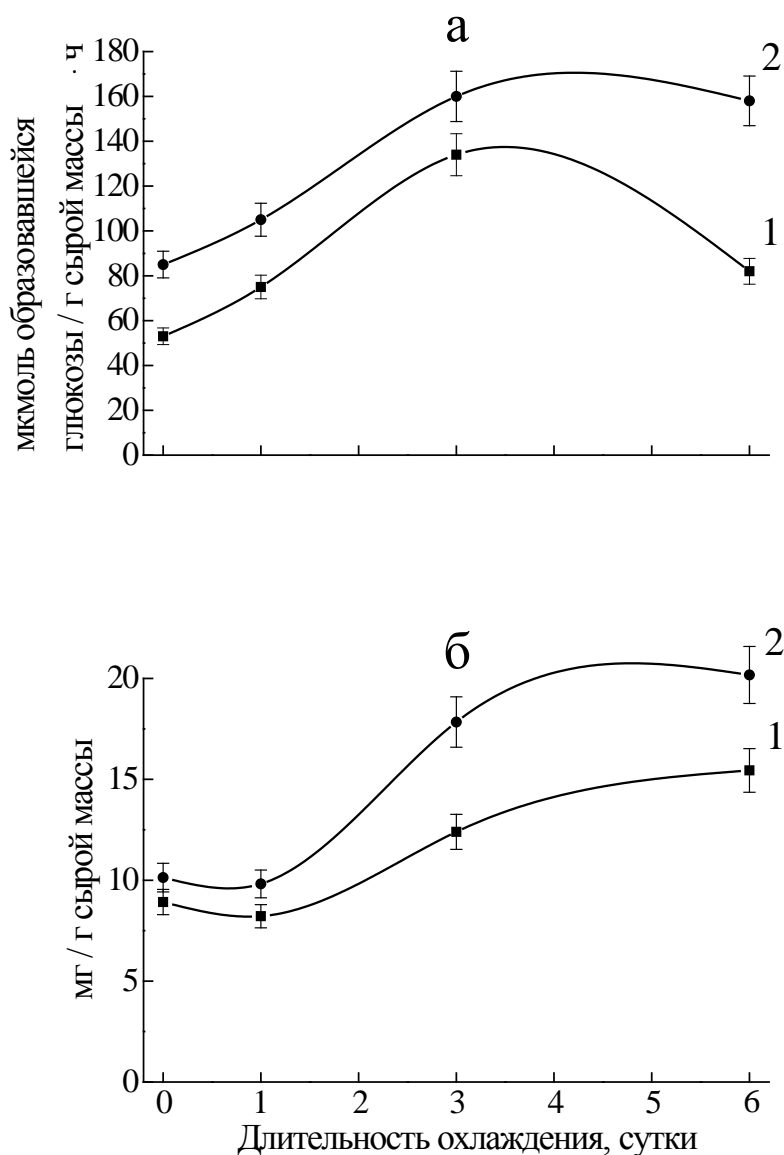 а
180
160
140
120
100
80
60
40
20
0
2
1
мкмоль образовавшейся
глюкозы / г сырой массы · ч
б
20
15
10
5
0
2
1
мг / г сырой массы
0 1 2 3 4 5 6
Длительность охлаждения, сутки